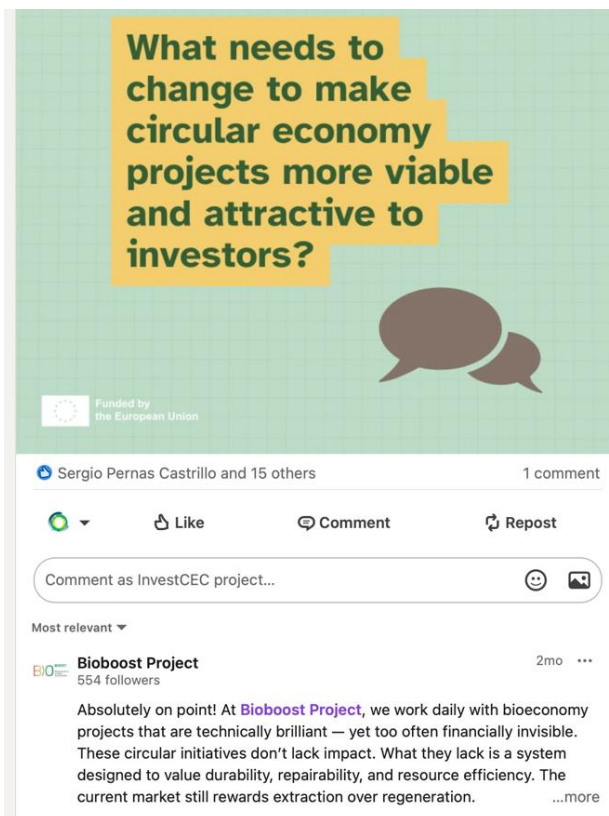 What needs to
change to make
circular economy
projects more viable
and attractive to
investors?
Funded by
the European Union
Sergio Pernas Castrillo and 15 others
1 comment
Like
Comment
Repost
Comment as InvestCEC project...
Most relevant
BIO
Bioboost Project
2mo
554 followers
Absolutely on point! At Bioboost Project, we work daily with bioeconomy
projects that are technically brilliant — yet too often financially invisible.
These circular initiatives don’t lack impact. What they lack is a system
designed to value durability, repairability, and resource efficiency. The
current market still rewards extraction over regeneration.
...more